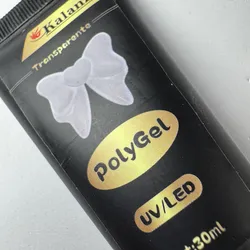 Kalani
Transparente
PolyGel
UV/LED
30ml